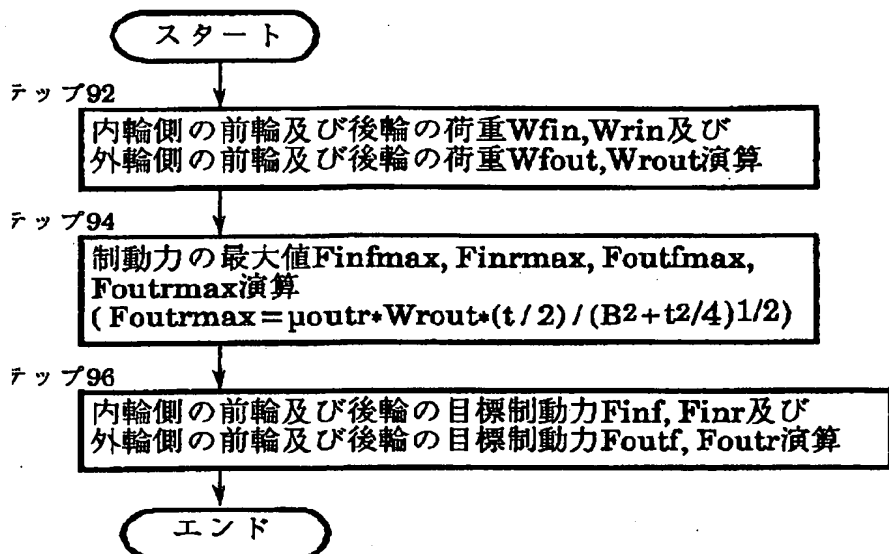 スタート
テップ92
内輪側の前輪及び後輪の荷重Wfin,Wrin及び
外輪側の前輪及び後輪の荷重Wfout,Wrout演算
テップ94
制動力の最大値Finfmax, Finrmax, Foutfmax,
Foutrmax演算
( Foutrmax=μoutr*Wrout*(t/2)/(B2+t2/4)1/2)
テップ96
内輪側の前輪及び後輪の目標制動力Finf, Finr及び
外輪側の前輪及び後輪の目標制動力Foutf, Foutr演算
エンド